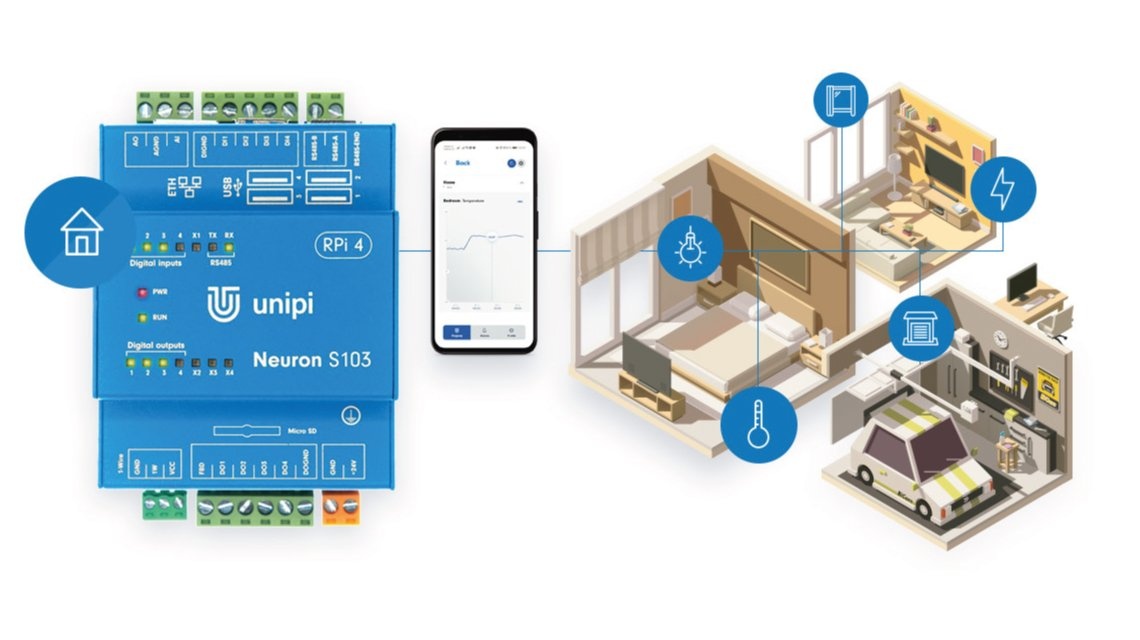 AO AGND AI
DIGND DI1 DI2 DI3 DI4
RS485-B RS485-A RS485-END
ETH
USB
4 2
3 1
2 3 4 X1 TX RX
Digital inputs
RS485
RPi 4
PWR
RUN
unipi
Digital outputs
1 2 3 4 X2 X3 X4
Neuron S103
Micro SD
1-Wire
GND 1W VCC
DO1 DO2 DO3 DO4 DOGND
GND +24V
Back
Home
Bedroom Temperature